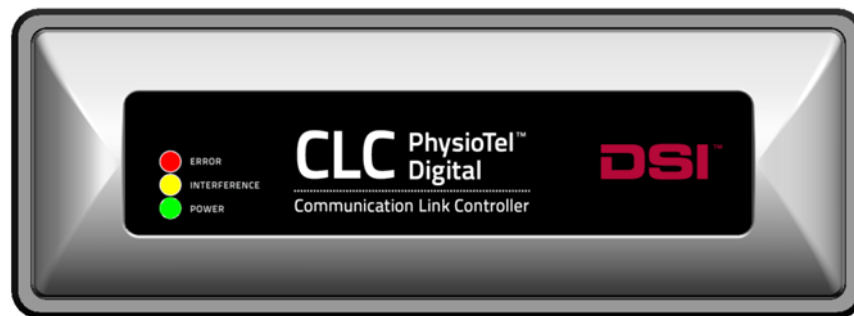 ERROR
INTERFERENCE
POWER
CLC PhysioTel™
Digital
Communication Link Controller
DSI™